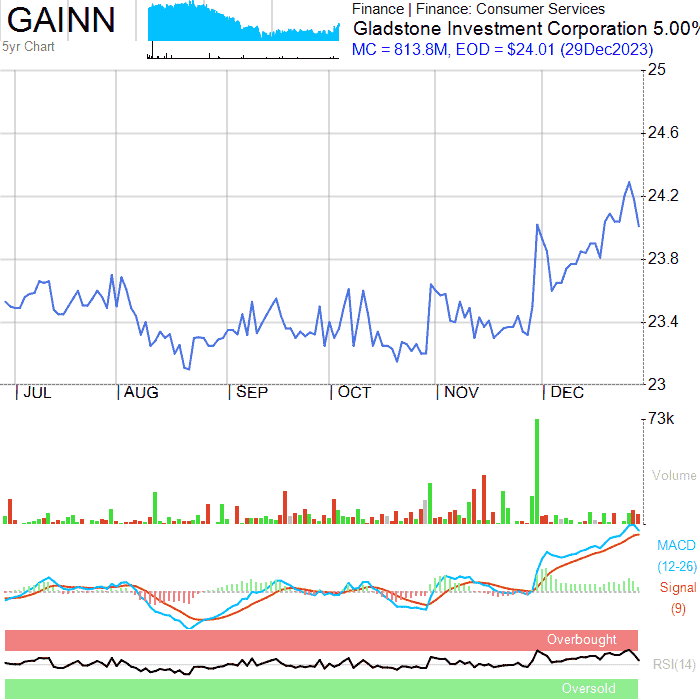 GAINN
5yr Chart
Finance | Finance: Consumer Services
Gladstone Investment Corporation 5.00%
MC = 813.8M, EOD = $24.01 (29Dec2023)
25
24.6
24.2
23.8
23.4
23
JUL AUG SEP OCT NOV DEC
73k
Volume
MACD
(12-26)
Signal
(9)
Overbought
RSI(14)
Oversold